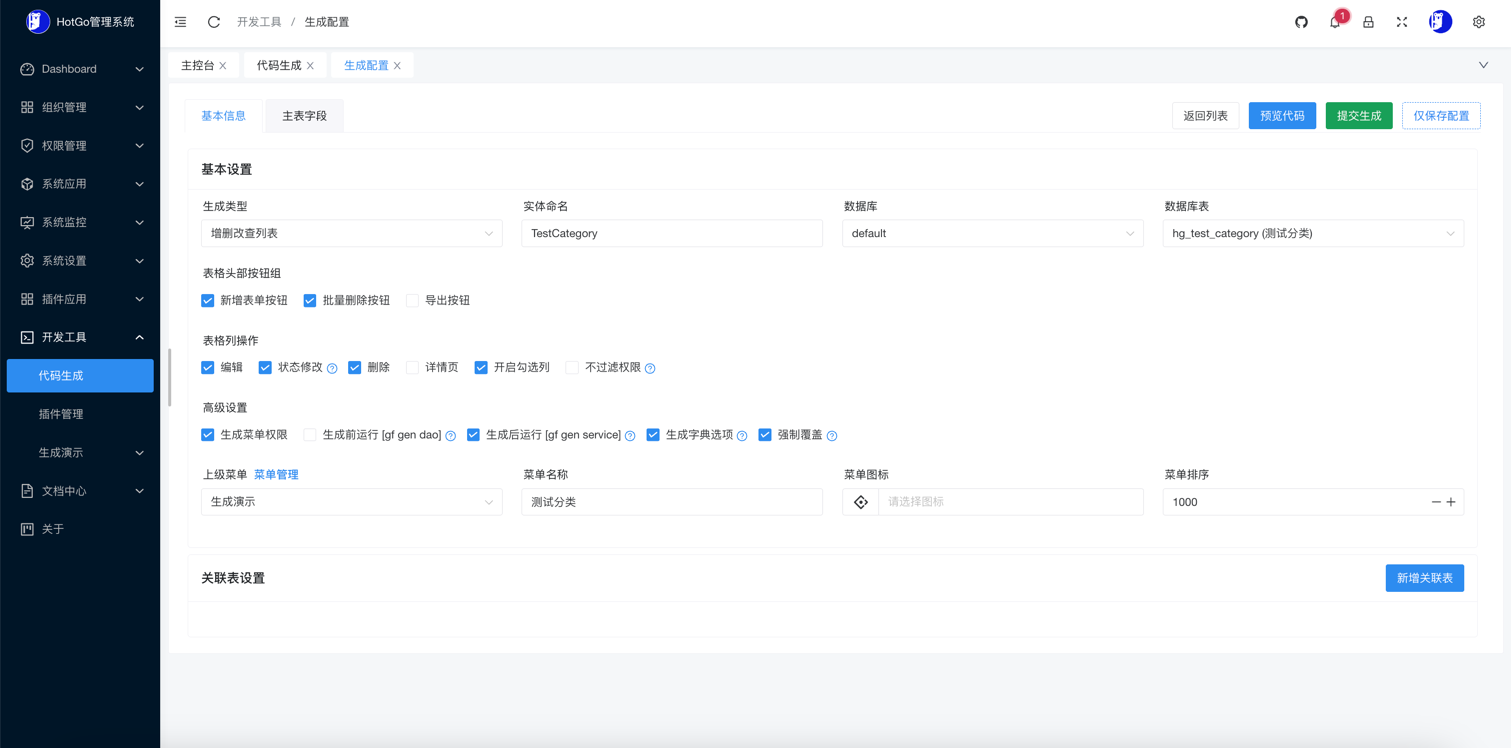 HotGo管理系统
开发工具 / 生成配置
1
Dashboard
组织管理
权限管理
系统应用
系统监控
系统设置
插件应用
开发工具
代码生成
插件管理
生成演示
文档中心
关于
主控台
代码生成
生成配置
基本信息
主表字段
返回列表
预览代码
提交生成
仅保存配置
基本设置
生成类型
实体命名
数据库
数据库表
增删改查列表
TestCategory
default
hg_test_category (测试分类)
表格头部按钮组
新增表单按钮
批量删除按钮
导出按钮
表格列操作
编辑
状态修改
删除
详情页
开启勾选列
不过滤权限
高级设置
生成菜单权限
生成前运行 [gf gen dao]
生成后运行 [gf gen service]
生成字典选项
强制覆盖
上级菜单 菜单管理
菜单名称
菜单图标
菜单排序
生成演示
测试分类
请选择图标
1000
关联表设置
新增关联表